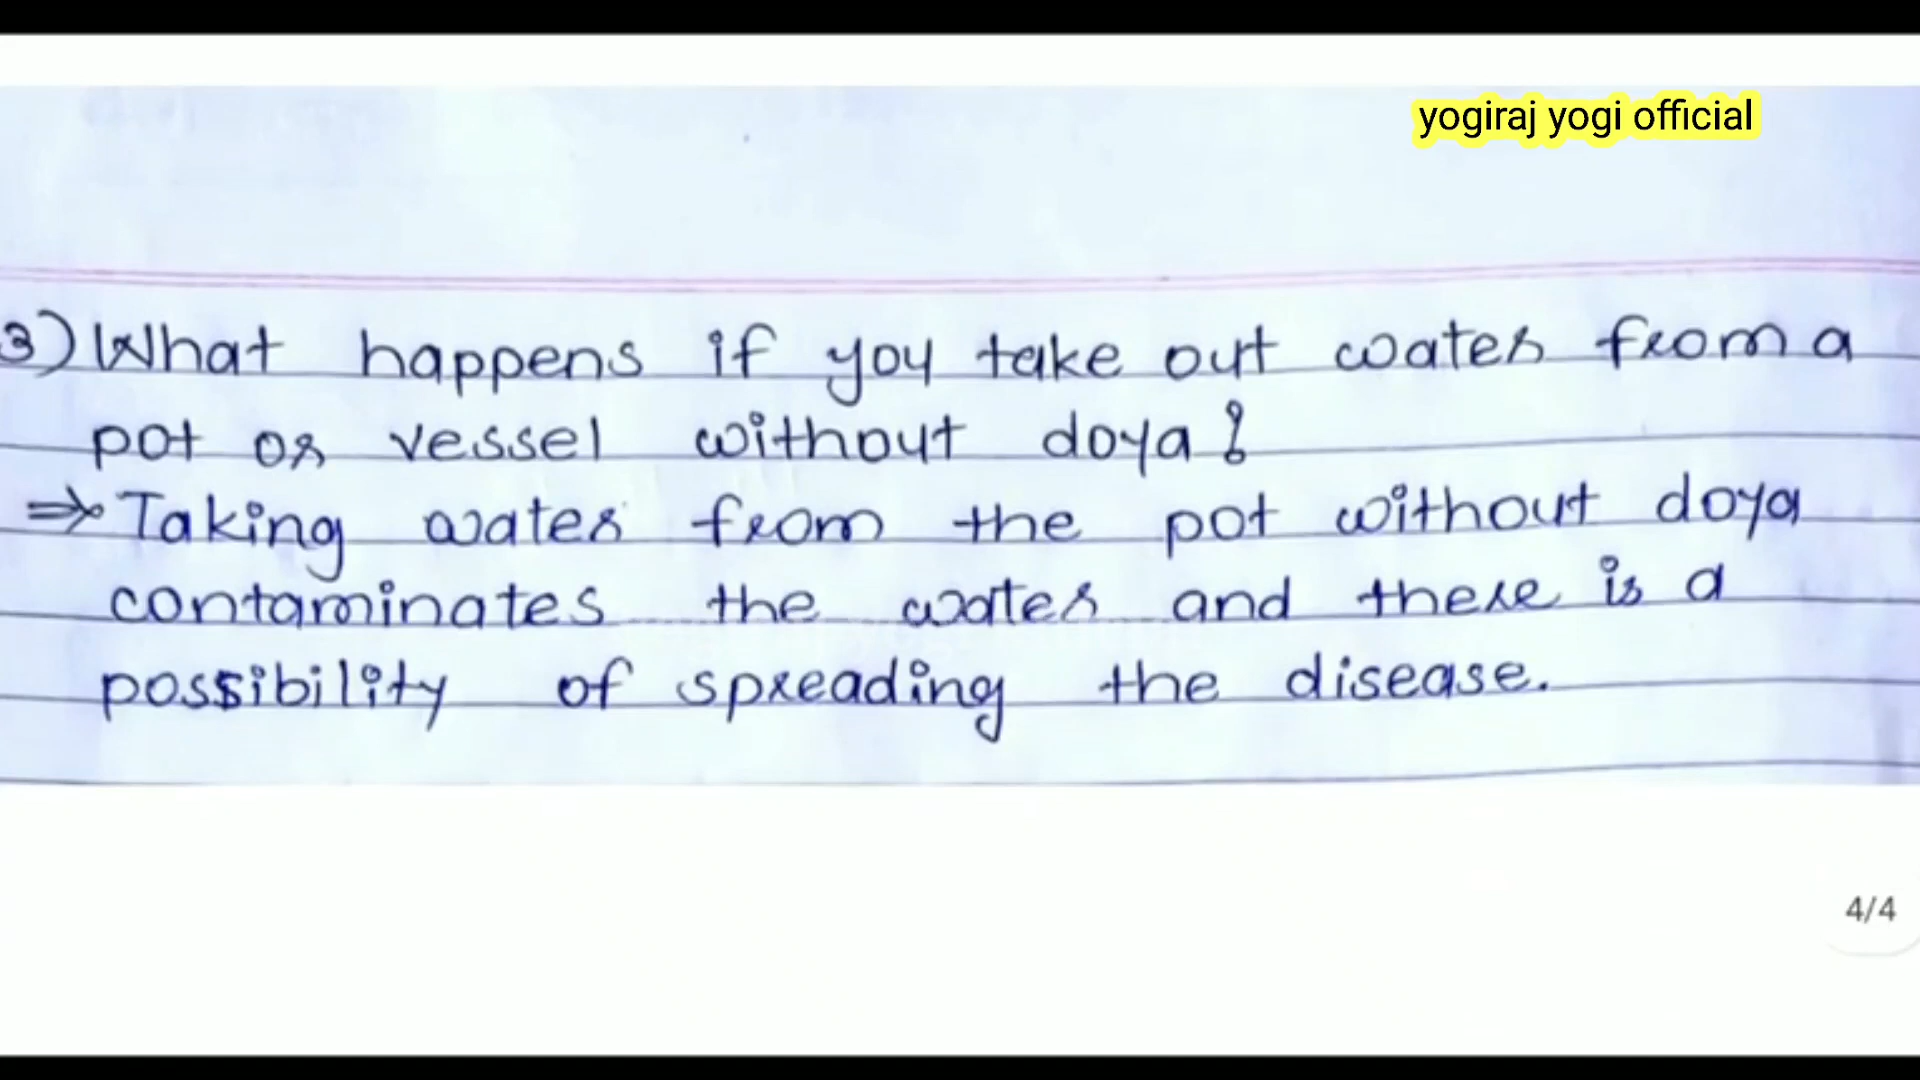 yogiraj yogi official
3) What happens if you take out water from a
pot or vessel without doya?
⇒ Taking water from the pot without doya
contaminates the water and there is a
possibility of spreading the disease.
4/4